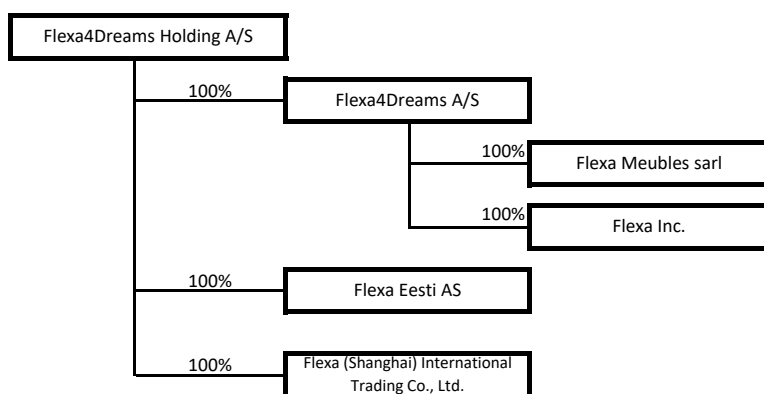 Flexa4Dreams Holding A/S
100%
Flexa4Dreams A/S
100%
Flexa Meubles sarl
100%
Flexa Inc.
100%
Flexa Eesti AS
100%
Flexa (Shanghai) International
Trading Co., Ltd.